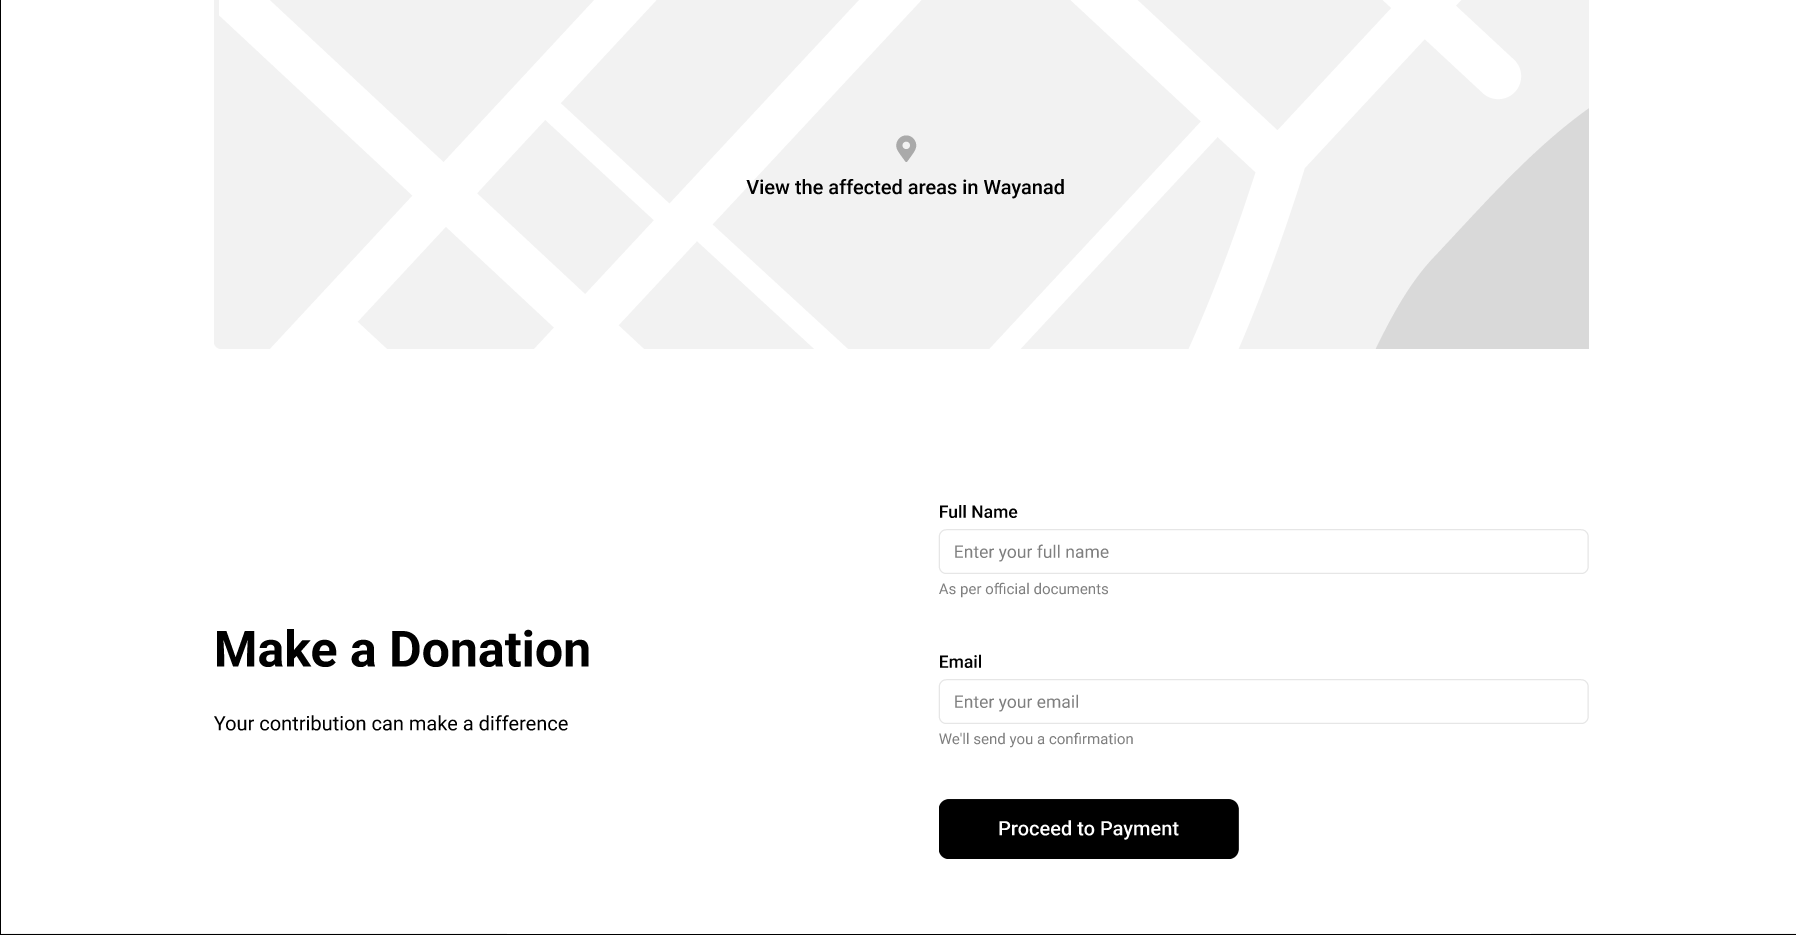 View the affected areas in Wayanad
Make a Donation
Your contribution can make a difference
Full Name
Enter your full name
As per official documents
Email
Enter your email
We'll send you a confirmation
Proceed to Payment